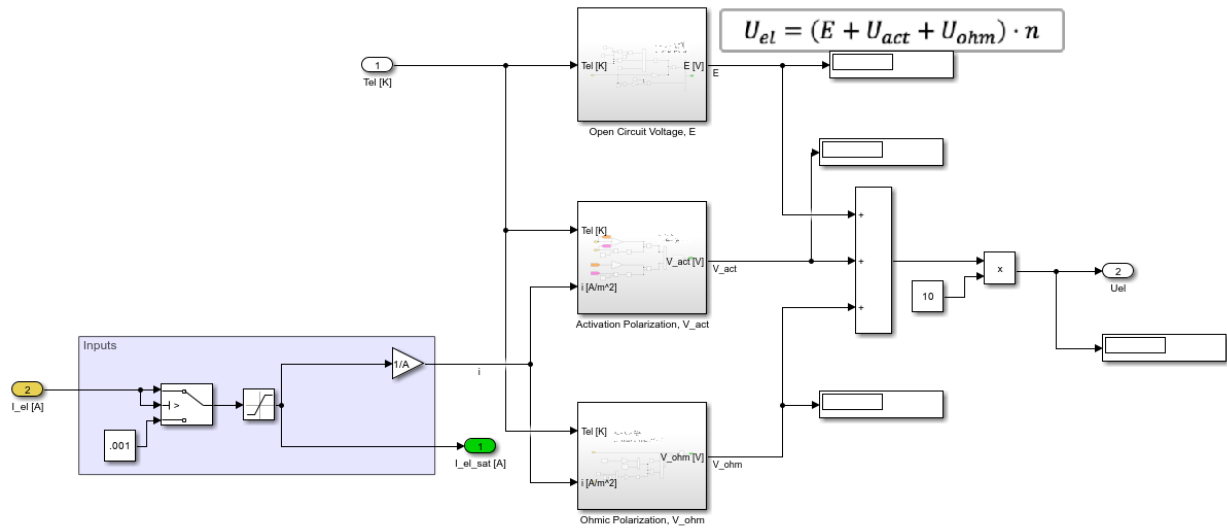 U_el = (E + U_act + U_ohm) · n
1
Tel [K]
Tel [K]
E [V]
E
Open Circuit Voltage, E
Tel [K]
V_act [V]
V_act
i [A/m^2]
Activation Polarization, V_act
+
+
+
10
x
2
Uel
Inputs
2
I_el [A]
>
.001
1/A
i
1
I_el_sat [A]
Tel [K]
V_ohm [V]
V_ohm
i [A/m^2]
Ohmic Polarization, V_ohm